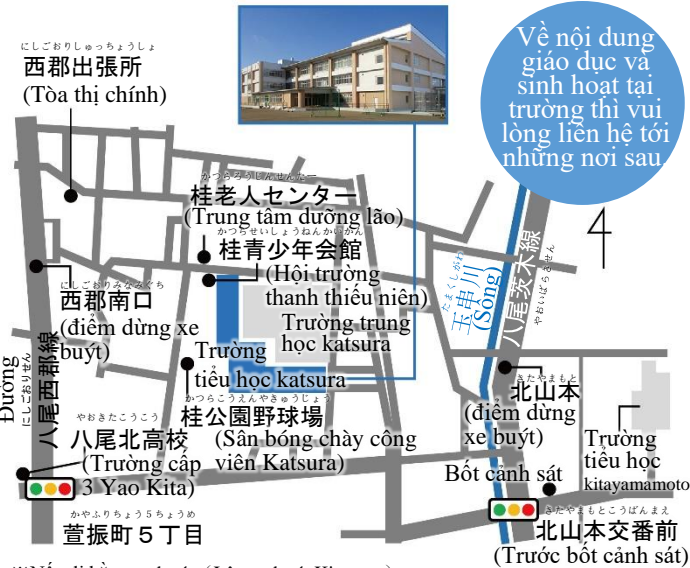 にしごおりしゅっちょうしょ
西郡出張所
(Tòa thị chính)
Về nội dung
giáo dục và
sinh hoạt tại
trường thì vui
lòng liên hệ tới
những nơi sau.
かつらろうじんせんたー
桂老人センター
(Trung tâm dưỡng lão)
かつらせいしょうねんかいかん
桂青少年会館
(Hội trường
thanh thiếu niên)
Trường trung
học katsura
Trường
tiểu học katsura
かつらこうえんやきゅうじょう
桂公園野球場
(Sân bóng chày công
viên Katsura)
にしごおりみなみぐち
西郡南口
(điểm dừng xe
buýt)
Đường
にしごおりせん
八尾西郡線
やおきたこうこう
八尾北高校
(Trường cấp
3 Yao Kita)
かやふりちょう5ちょうめ
萱振町5丁目
たまくしがわ
玉串川
(Sông)
八尾茨木線
やおいばらきせん
4
きたやまもと
北山本
(điểm dừng
xe buýt)
Trường
tiểu học
kitayamamoto
Bốt cảnh sát
きたやまもとこうばんまえ
北山本交番前
(Trước bốt cảnh sát)